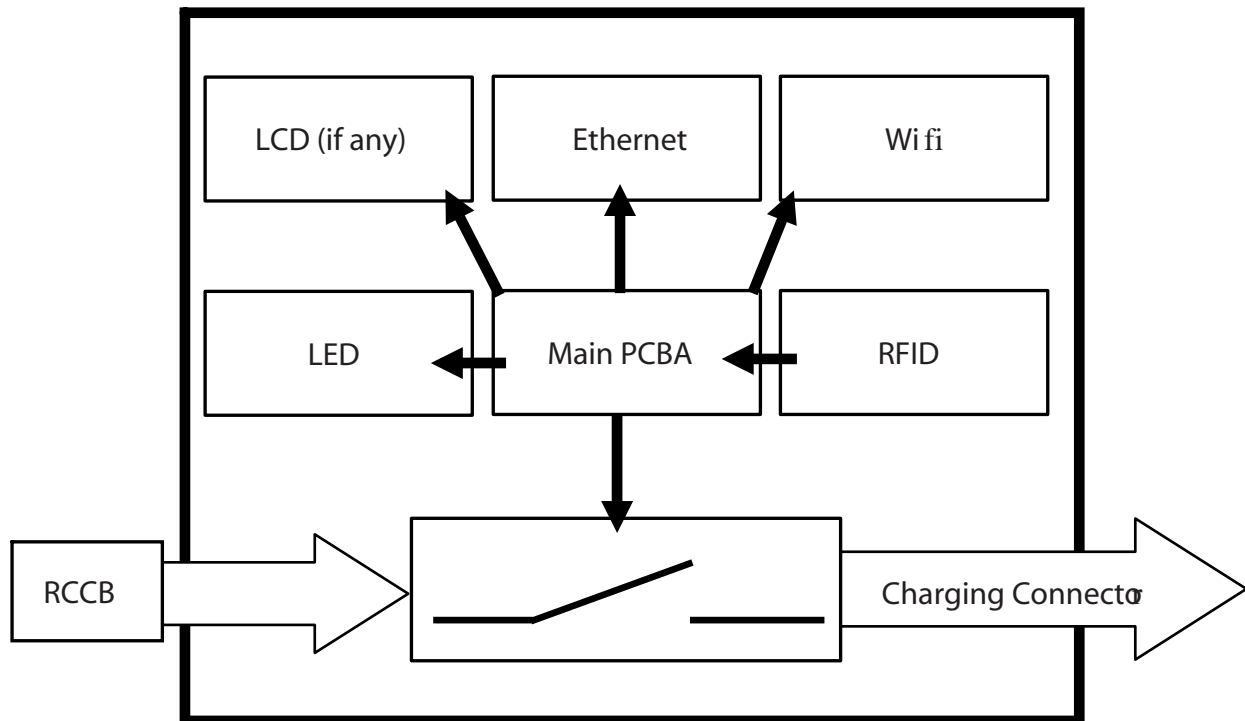 LCD (if any)
Ethernet
Wi fi
LED
Main PCBA
RFID
RCCB
Charging Connector